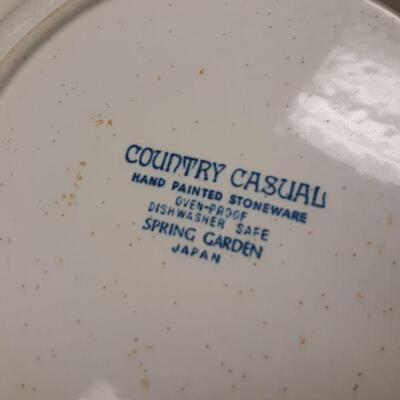 COUNTRY CASUAL
HAND PAINTED STONEWARE
OVEN-PROOF
DISHWASHER SAFE
SPRING GARDEN
JAPAN